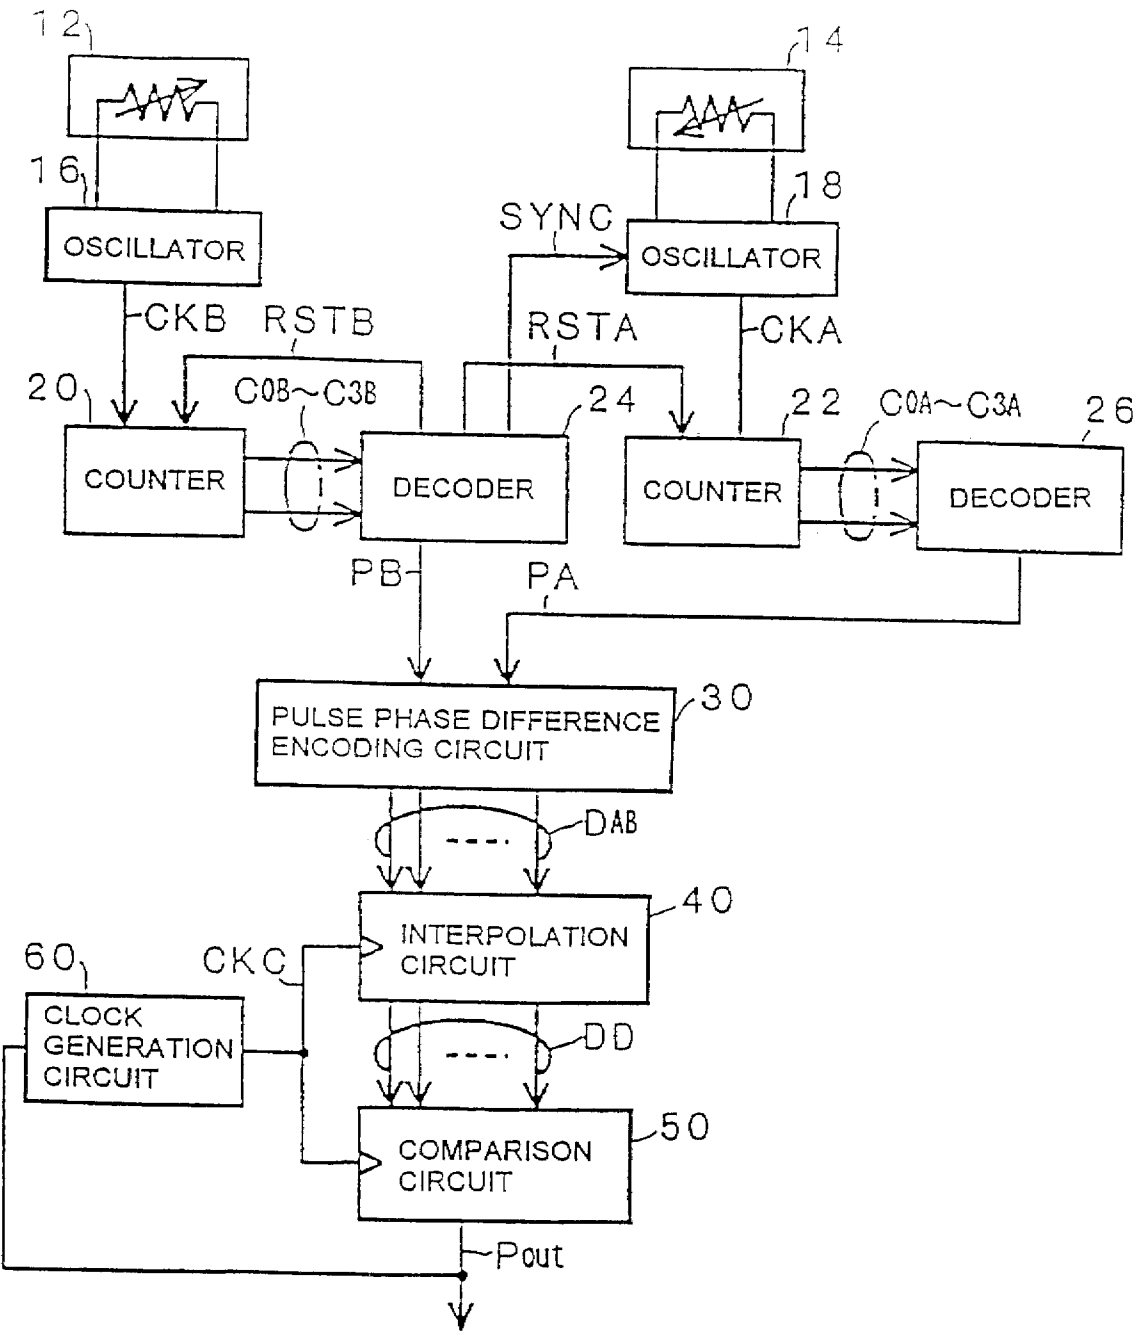 12
14
16
18
OSCILLATOR
SYNC
OSCILLATOR
CKB
RSTB
RSTA
CKA
20
C0B~C3B
24
22
C0A~C3A
26
COUNTER
DECODER
COUNTER
DECODER
PB
PA
30
PULSE PHASE DIFFERENCE
ENCODING CIRCUIT
DAB
40
INTERPOLATION
CIRCUIT
CKC
60
CLOCK
GENERATION
CIRCUIT
DD
50
COMPARISON
CIRCUIT
Pout